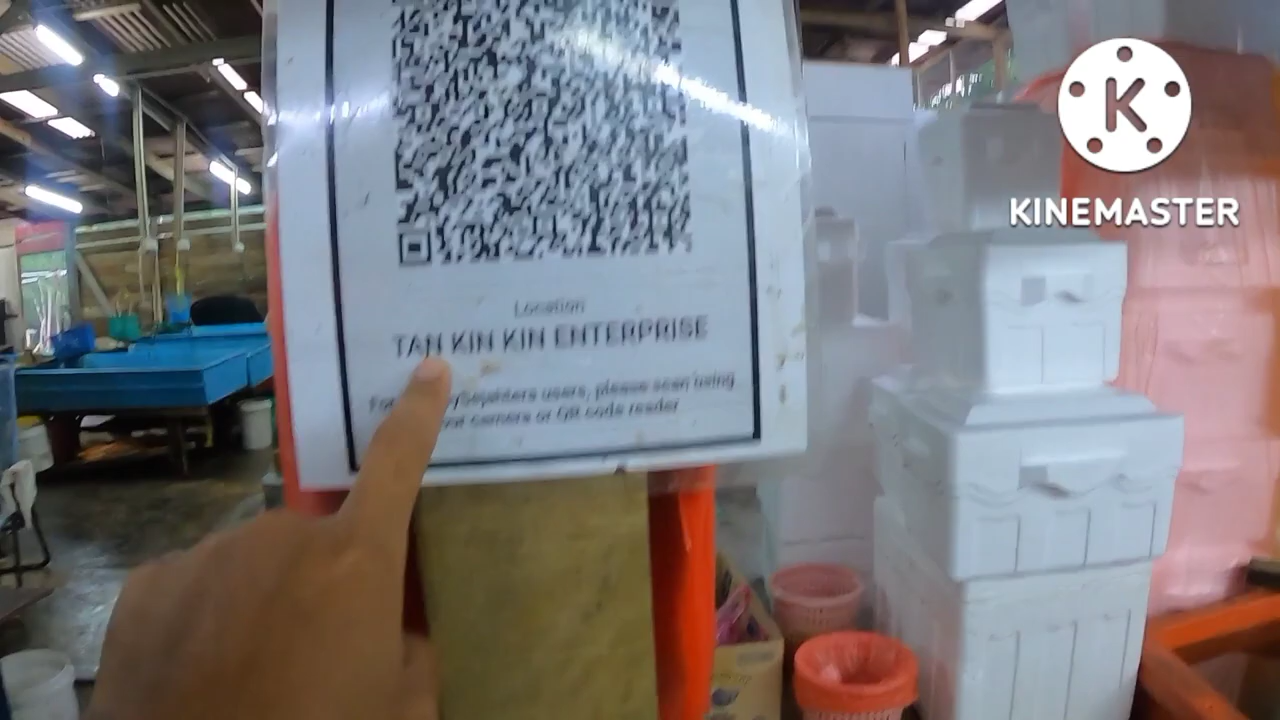 K
KINEMASTER
Location
TAN KIN KIN ENTERPRISE
users, please scan using
camera or QR code reader